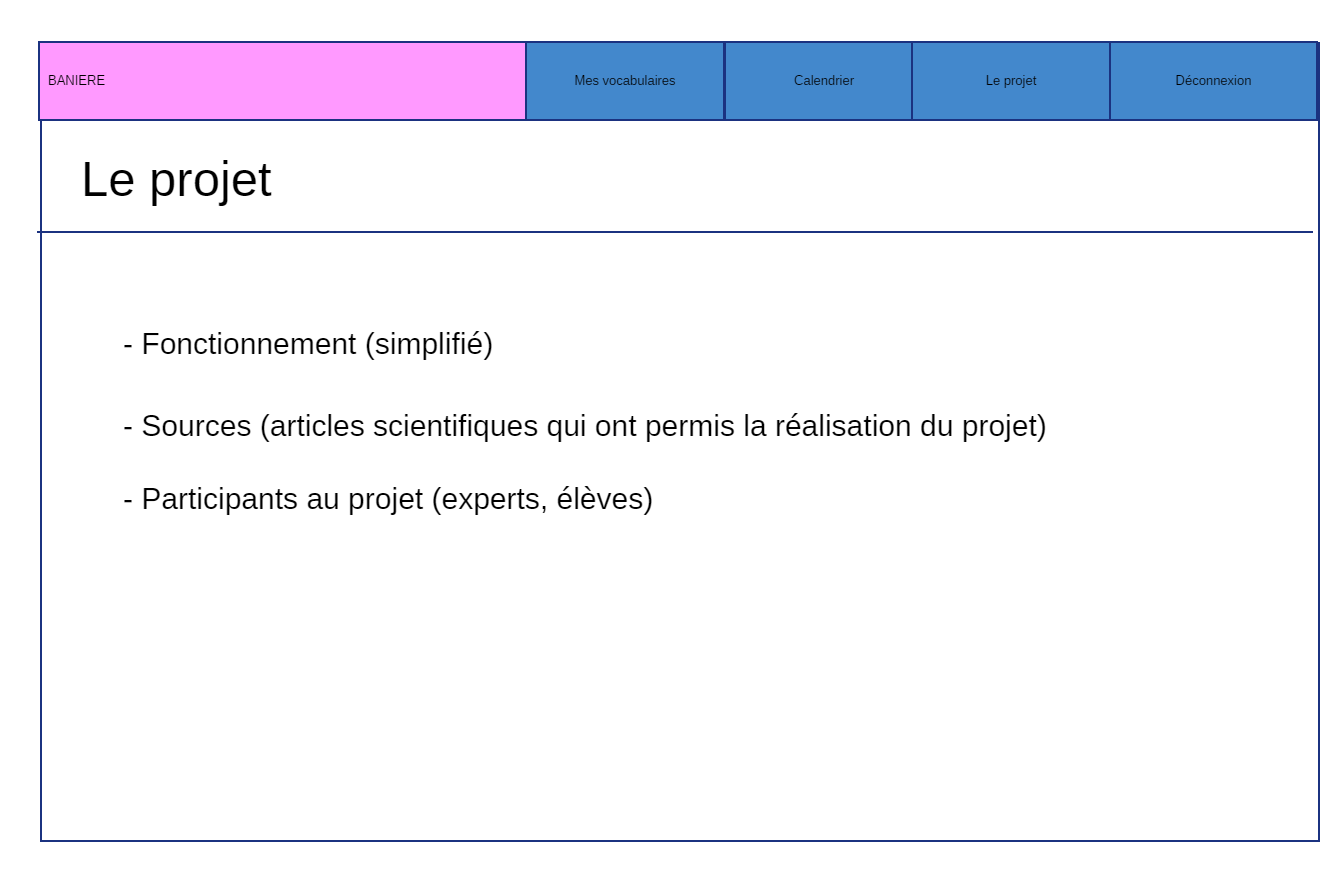 BANIERE
Mes vocabulaires
Calendrier
Le projet
Déconnexion
Le projet
- Fonctionnement (simplifié)
- Sources (articles scientifiques qui ont permis la réalisation du projet)
- Participants au projet (experts, élèves)